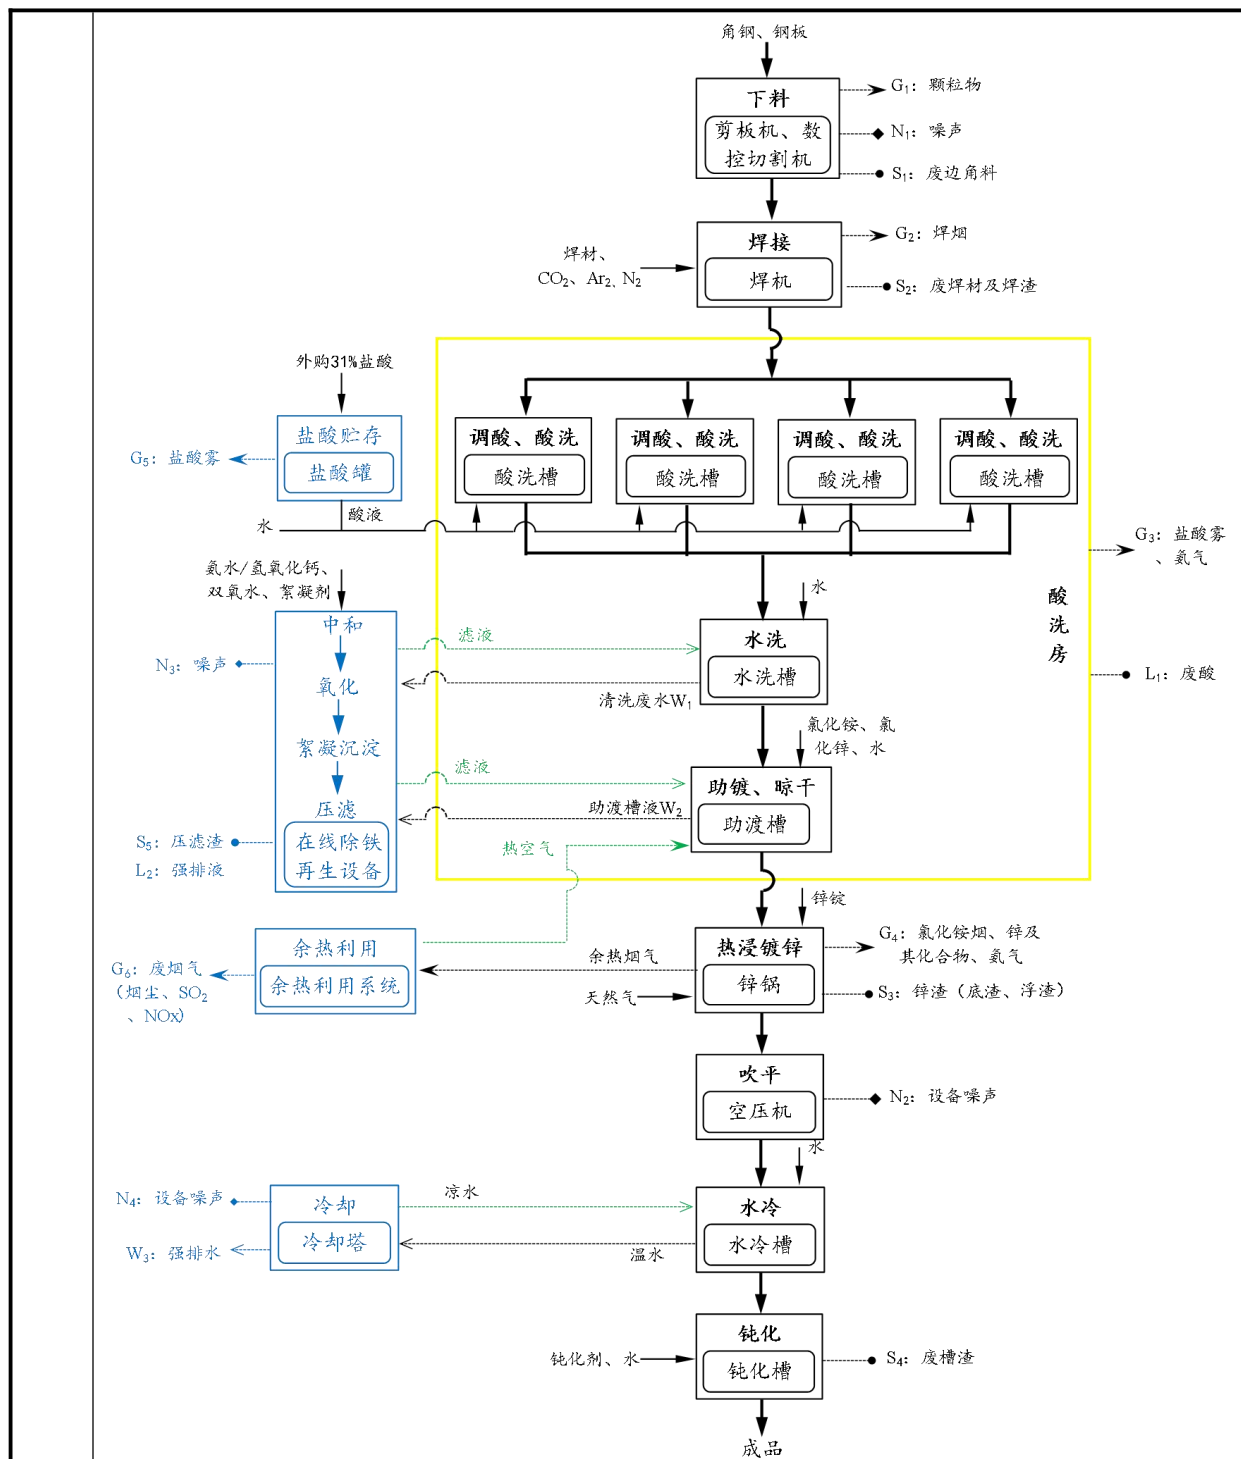 角钢、钢板
下料
剪板机、数
控切割机
G₁：颗粒物
N₁：噪声
S₁：废边角料
焊接
焊机
焊材、
CO₂、Ar₂、N₂
G₂：焊烟
S₂：废焊材及焊渣
外购31%盐酸
盐酸贮存
盐酸罐
G₅：盐酸雾
酸液
水
调酸、酸洗
酸洗槽
调酸、酸洗
酸洗槽
调酸、酸洗
酸洗槽
调酸、酸洗
酸洗槽
G₃：盐酸雾
、氨气
酸
洗
房
L₁：废酸
氨水/氢氧化钙、
双氧水、絮凝剂
中和
氧化
絮凝沉淀
压滤
在线除铁
再生设备
N₃：噪声
S₅：压滤渣
L₂：强排液
滤液
清洗废水W₁
水
水洗
水洗槽
氯化铵、氯
化锌、水
滤液
助渡槽液W₂
助镀、晾干
助渡槽
热空气
锌锭
热浸镀锌
锌锅
G₄：氯化铵烟、锌及
其化合物、氨气
S₃：锌渣（底渣、浮渣）
余热烟气
天然气
余热利用
余热利用系统
G₆：废烟气
（烟尘、SO₂
、NOx）
吹平
空压机
N₂：设备噪声
水
水冷
水冷槽
凉水
温水
冷却
冷却塔
N₄：设备噪声
W₃：强排水
钝化
钝化槽
钝化剂、水
S₄：废槽渣
成品